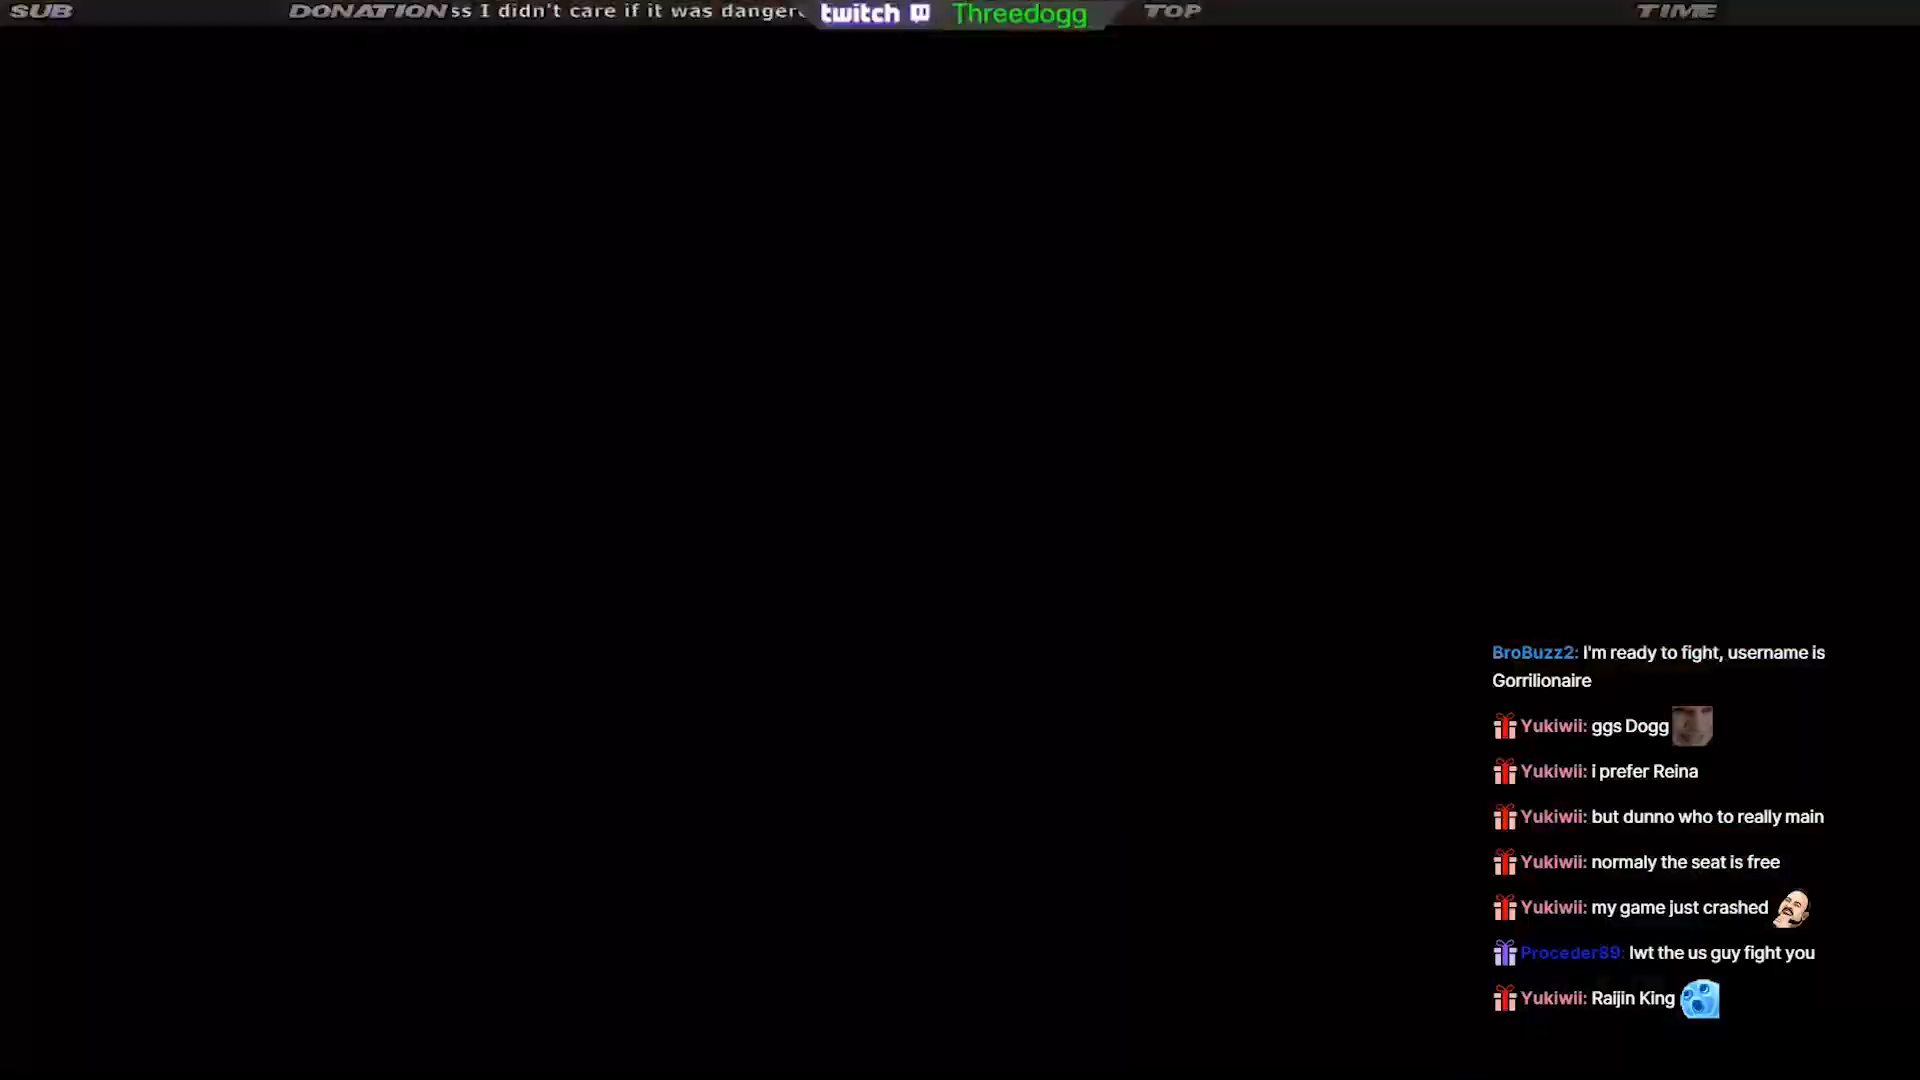 SUB DONATION ss I didn't care if it was danger twitch Threedogg TOP TIME
BroBuzz2: I'm ready to fight, username is
Gorrilionaire
Yukiwii: ggs Dogg
Yukiwii: i prefer Reina
Yukiwii: but dunno who to really main
Yukiwii: normaly the seat is free
Yukiwii: my game just crashed
Proceder89: lwt the us guy fight you
Yukiwii: Raijin King